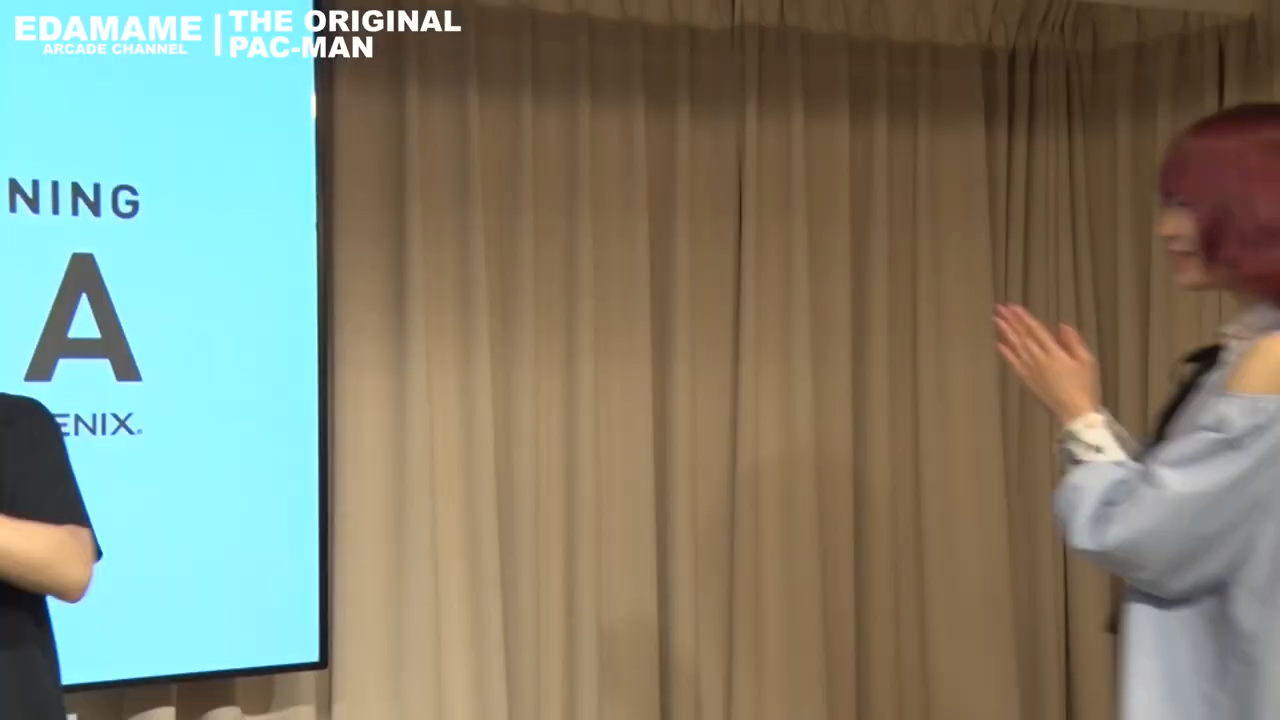 EDAMAME
ARCADE CHANNEL
THE ORIGINAL
PAC-MAN
NING
A
ENIX